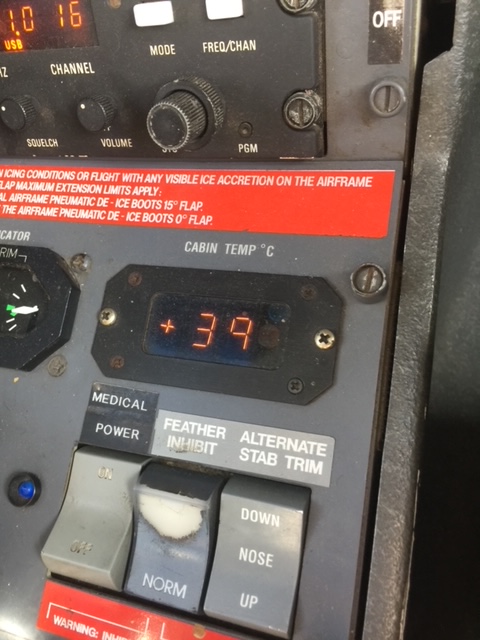 1.0 16
USB
OFF
MODE
FREQ/CHAN
CHANNEL
SQUELCH
VOLUME
PGM
ICING CONDITIONS OR FLIGHT WITH ANY VISIBLE ICE ACCRETION ON THE AIRFRAME
FLAP MAXIMUM EXTENSION LIMITS APPLY:
AIRFRAME PNEUMATIC DE - ICE BOOTS 15° FLAP.
THE AIRFRAME PNEUMATIC DE - ICE BOOTS 0° FLAP.
CABIN TEMP °C
+ 39
MEDICAL
POWER
FEATHER
INHIBIT
ALTERNATE
STAB TRIM
ON
OFF
NORM
DOWN
NOSE
UP
WARNING: